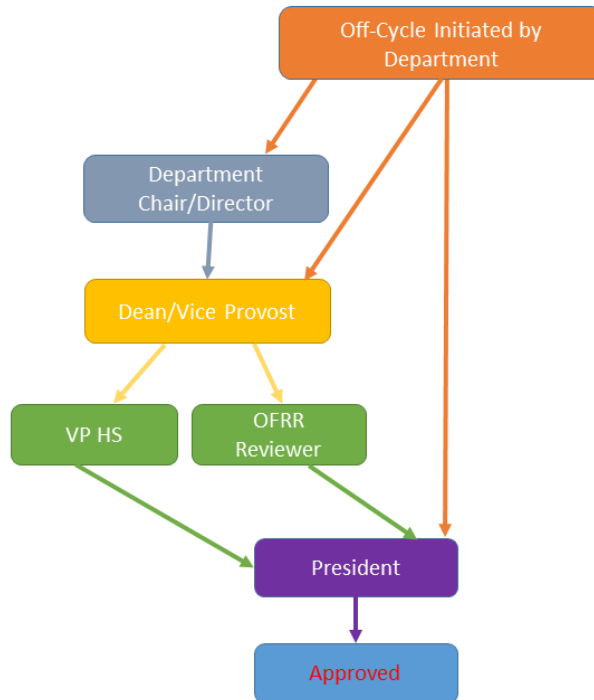 Off-Cycle Initiated by
Department
Department
Chair/Director
Dean/Vice Provost
VP HS
OFRR
Reviewer
President
Approved